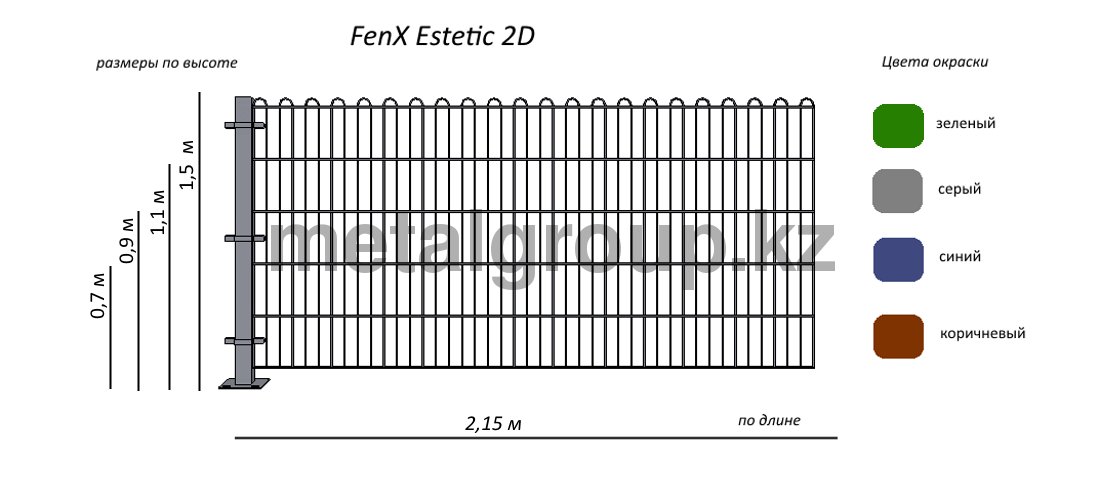 FenX Estetic 2D
размеры по высоте
Цвета окраски
зеленый
1,5 м
1,1 м
серый
0,9 м
metalgroup.kz
синий
0,7 м
коричневый
2,15 м
по длине